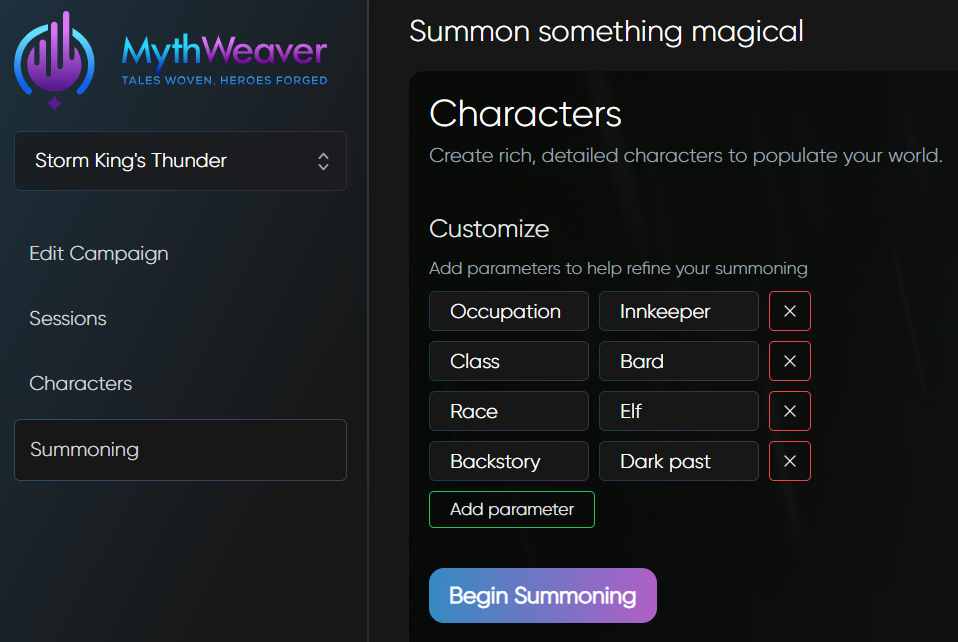 MythWeaver
TALES WOVEN, HEROES FORGED
Storm King's Thunder
Edit Campaign
Sessions
Characters
Summoning
Summon something magical
Characters
Create rich, detailed characters to populate your world.
Customize
Add parameters to help refine your summoning
Occupation Innkeeper
Class Bard
Race Elf
Backstory Dark past
Add parameter
Begin Summoning